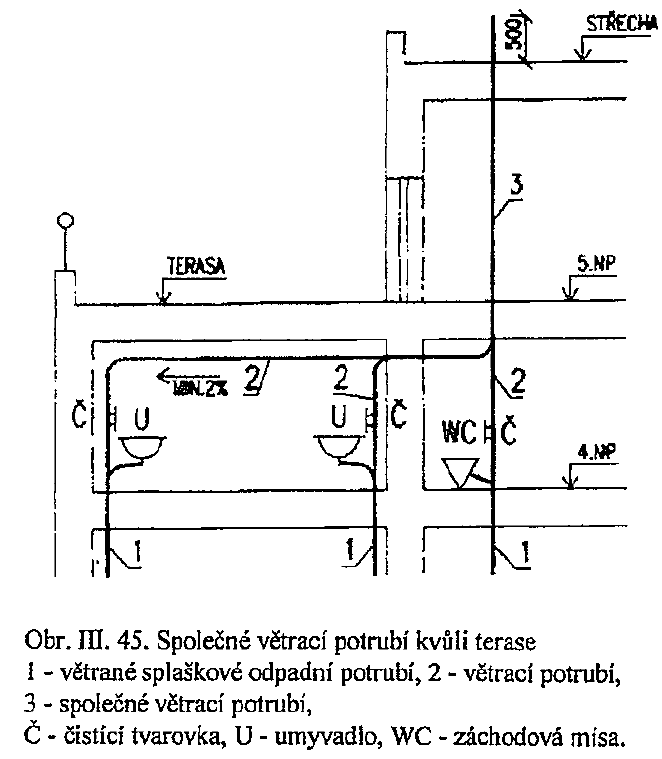 500
STŘECHA
3
TERASA
5.NP
MIN.2%
2
2
2
Č
U
U
Č
WC
Č
4.NP
1
1
1
Obr. III. 45. Společné větrací potrubí kvůli terase
1 - větrané splaškové odpadní potrubí, 2 - větrací potrubí,
3 - společné větrací potrubí,
Č - čistící tvarovka, U - umyvadlo, WC - záchodová mísa.